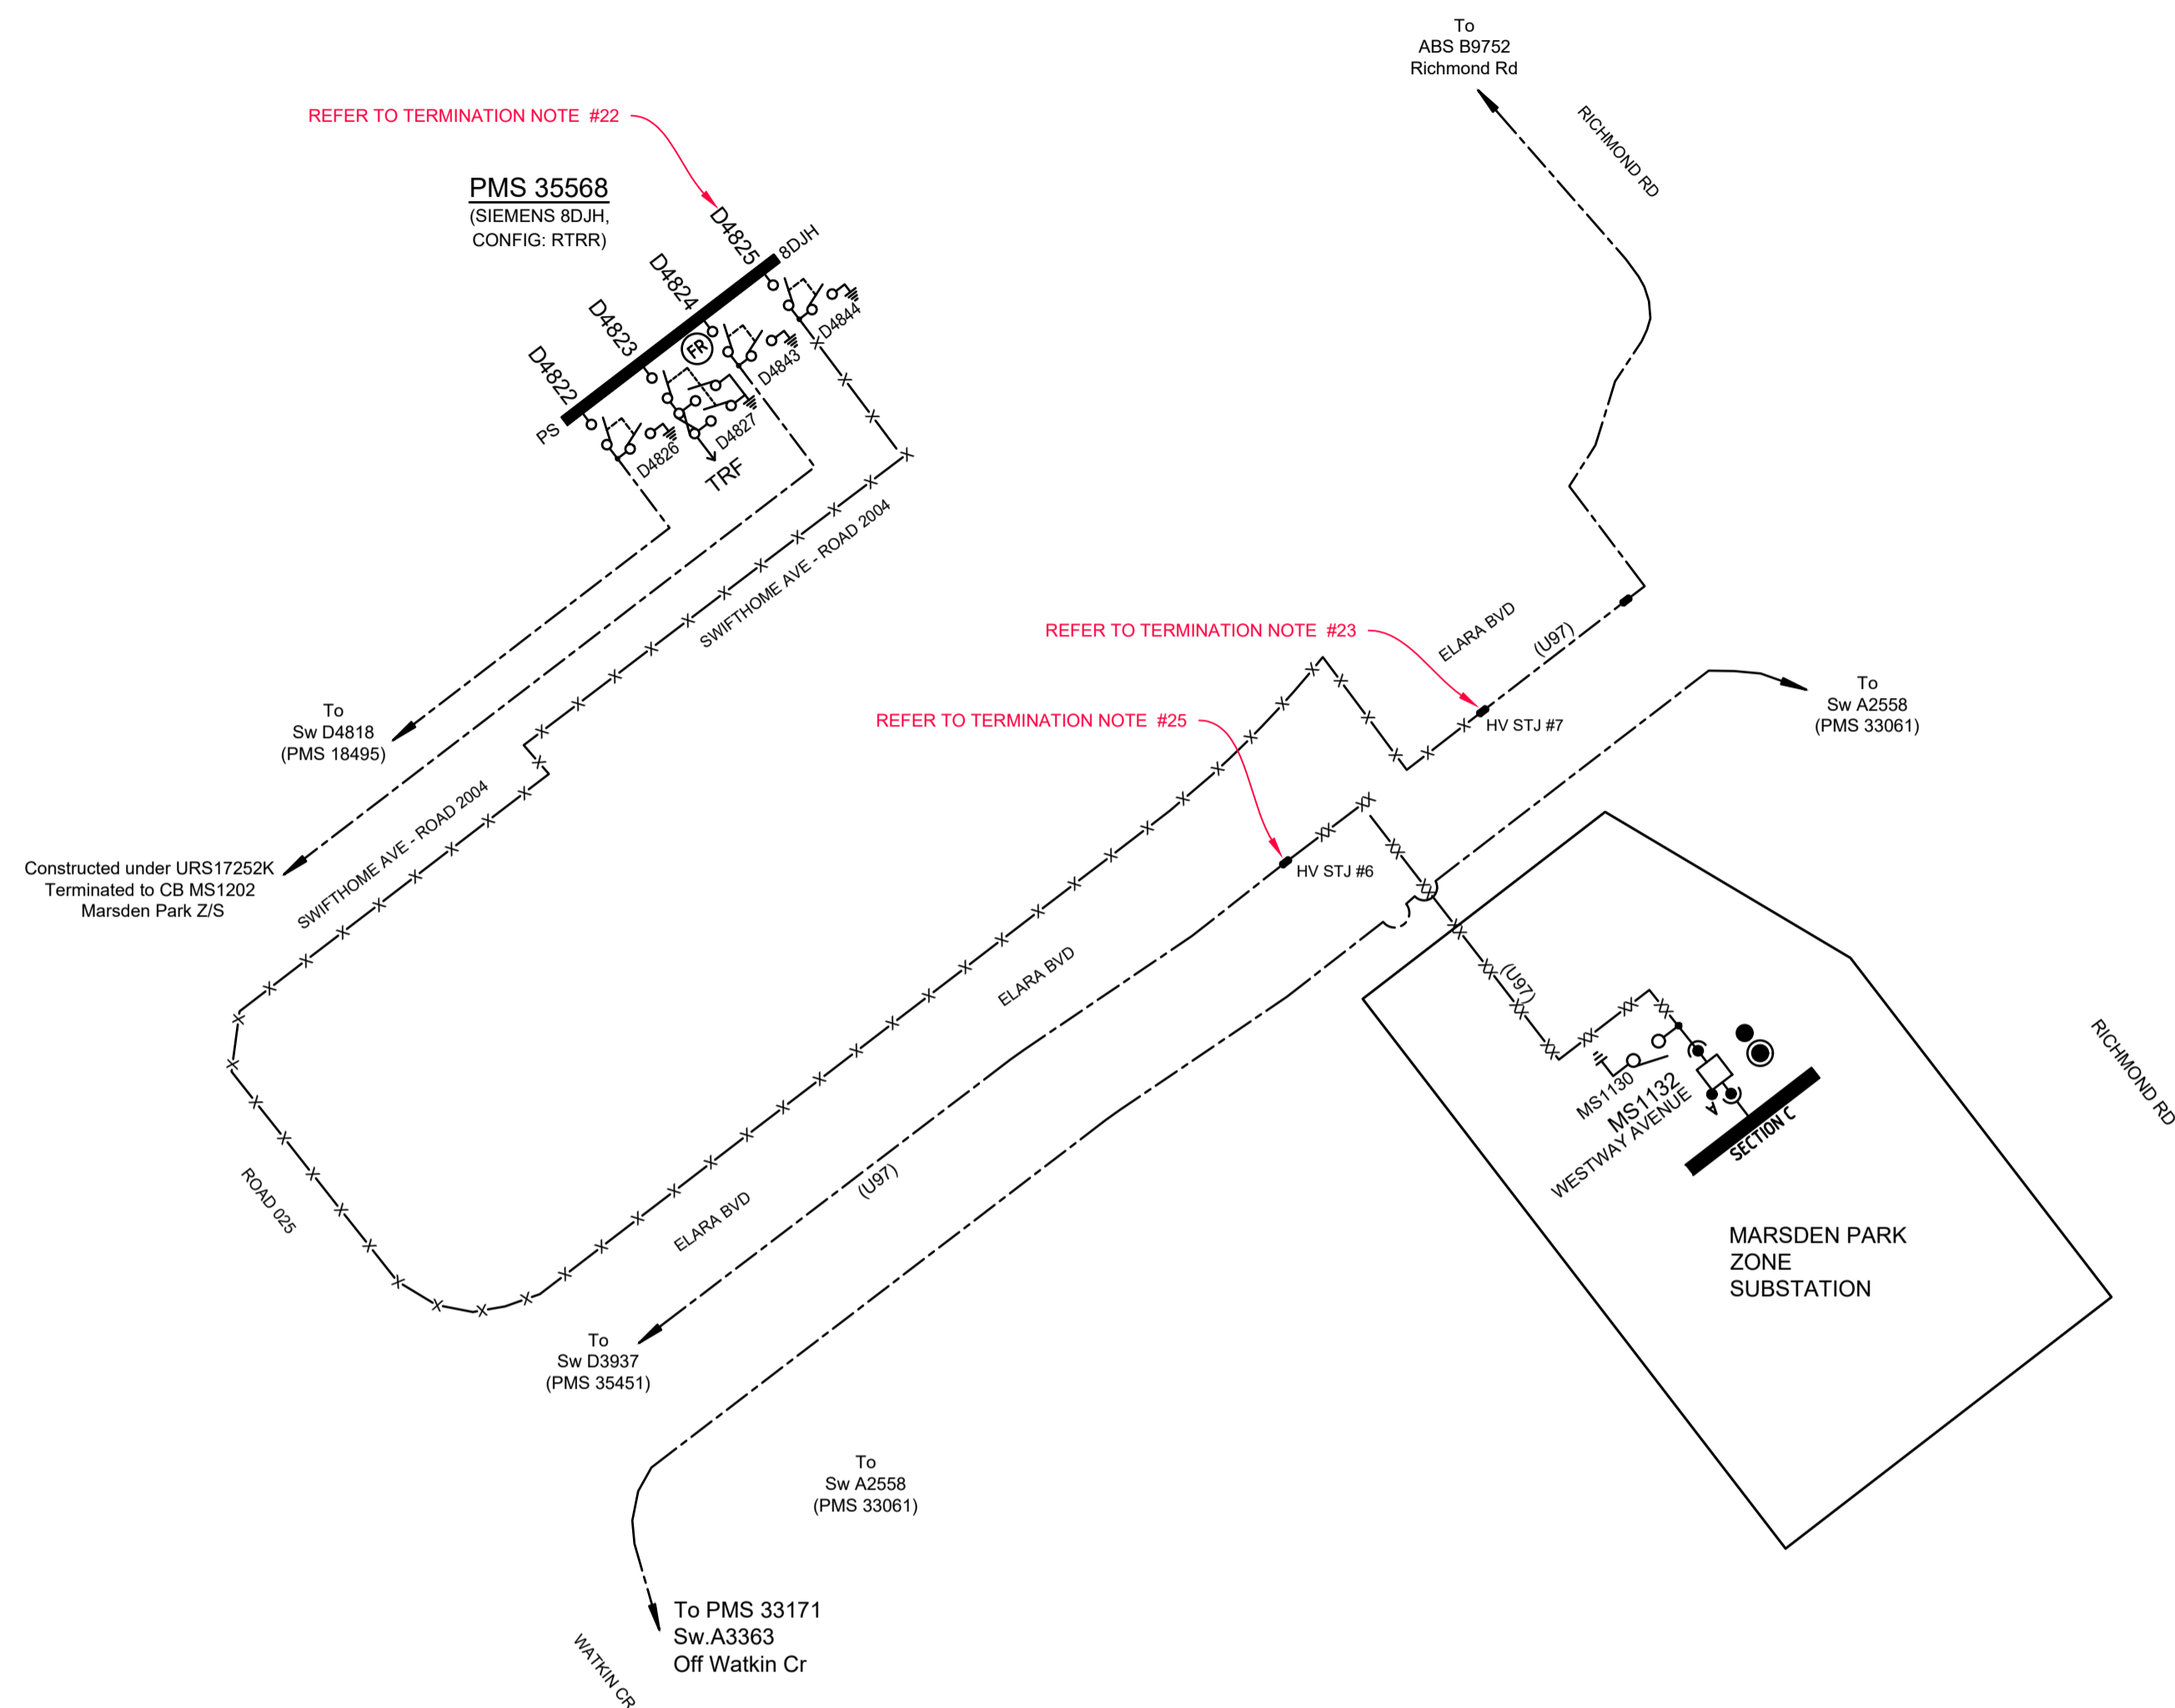 To
ABS B9752
Richmond Rd
RICHMOND RD
REFER TO TERMINATION NOTE #22
PMS 35568
(SIEMENS 8DJH,
CONFIG: RTRR)
D4825
8DJH
D4824
D4823
D4822
FR
D4844
D4843
D4827
D4826
PS
TRF
SWIFTHOME AVE - ROAD 2004
REFER TO TERMINATION NOTE #23
ELARA BVD
(U97)
HV STJ #7
To
Sw A2558
(PMS 33061)
REFER TO TERMINATION NOTE #25
HV STJ #6
To
Sw D4818
(PMS 18495)
SWIFTHOME AVE - ROAD 2004
Constructed under URS17252K
Terminated to CB MS1202
Marsden Park Z/S
ELARA BVD
(U97)
MS1130
MS1132
WESTWAY AVENUE
A
SECTION C
RICHMOND RD
MARSDEN PARK
ZONE
SUBSTATION
ROAD 025
ELARA BVD
(U97)
To
Sw D3937
(PMS 35451)
To
Sw A2558
(PMS 33061)
To PMS 33171
Sw.A3363
Off Watkin Cr
WATKIN CR